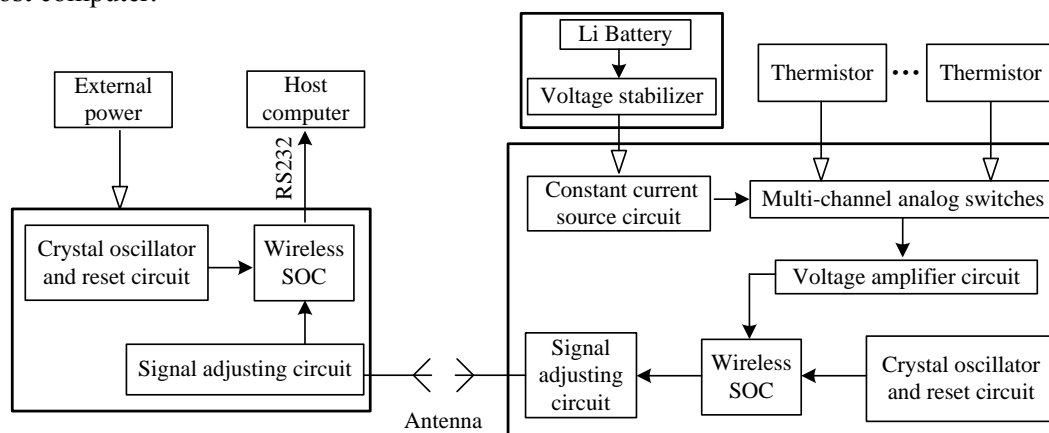 ost computer.
External
power
Host
computer
RS232
Crystal oscillator
and reset circuit
Wireless
SOC
Signal adjusting circuit
Antenna
Li Battery
Voltage stabilizer
Thermistor ••• Thermistor
Constant current
source circuit
Multi-channel analog switches
Voltage amplifier circuit
Signal
adjusting
circuit
Wireless
SOC
Crystal oscillator
and reset circuit